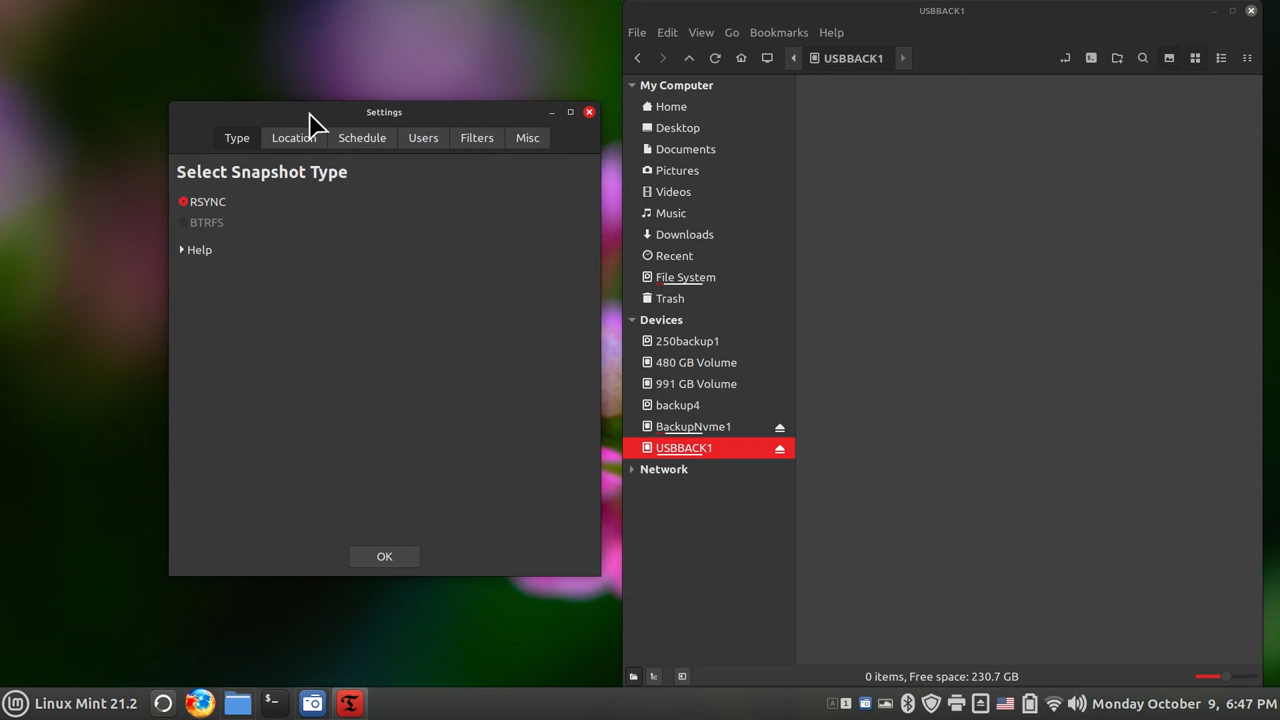 Settings
Type
Location
Schedule
Users
Filters
Misc
Select Snapshot Type
RSYNC
BTRFS
Help
OK
USBBACK1
File Edit View Go Bookmarks Help
USBBACK1
My Computer
Home
Desktop
Documents
Pictures
Videos
Music
Downloads
Recent
File System
Trash
Devices
250backup1
480 GB Volume
991 GB Volume
backup4
BackupNvme1
USBBACK1
Network
0 items, Free space: 230.7 GB
Linux Mint 21.2
A 1
Monday October 9, 6:47 PM